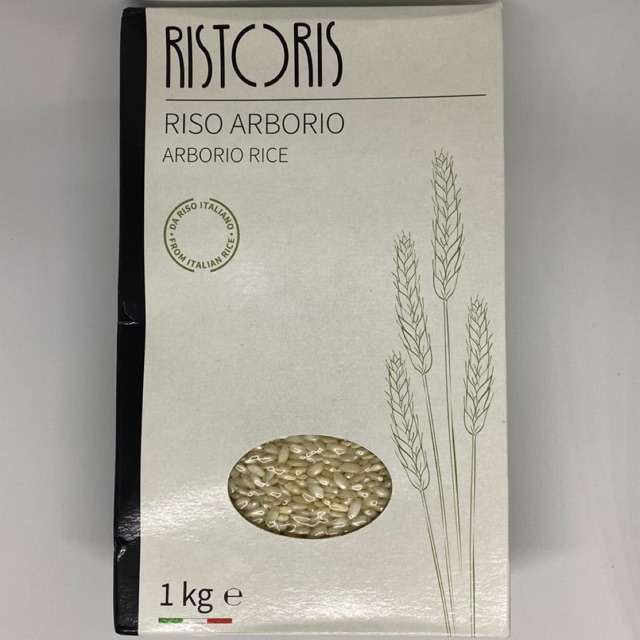 RISTORIS
RISO ARBORIO
ARBORIO RICE
• DA RISO ITALIANO •
FROM ITALIAN RICE
1 kg ℮